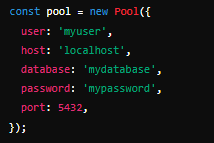 const pool = new Pool({
  user: 'myuser',
  host: 'localhost',
  database: 'mydatabase',
  password: 'mypassword',
  port: 5432,
});